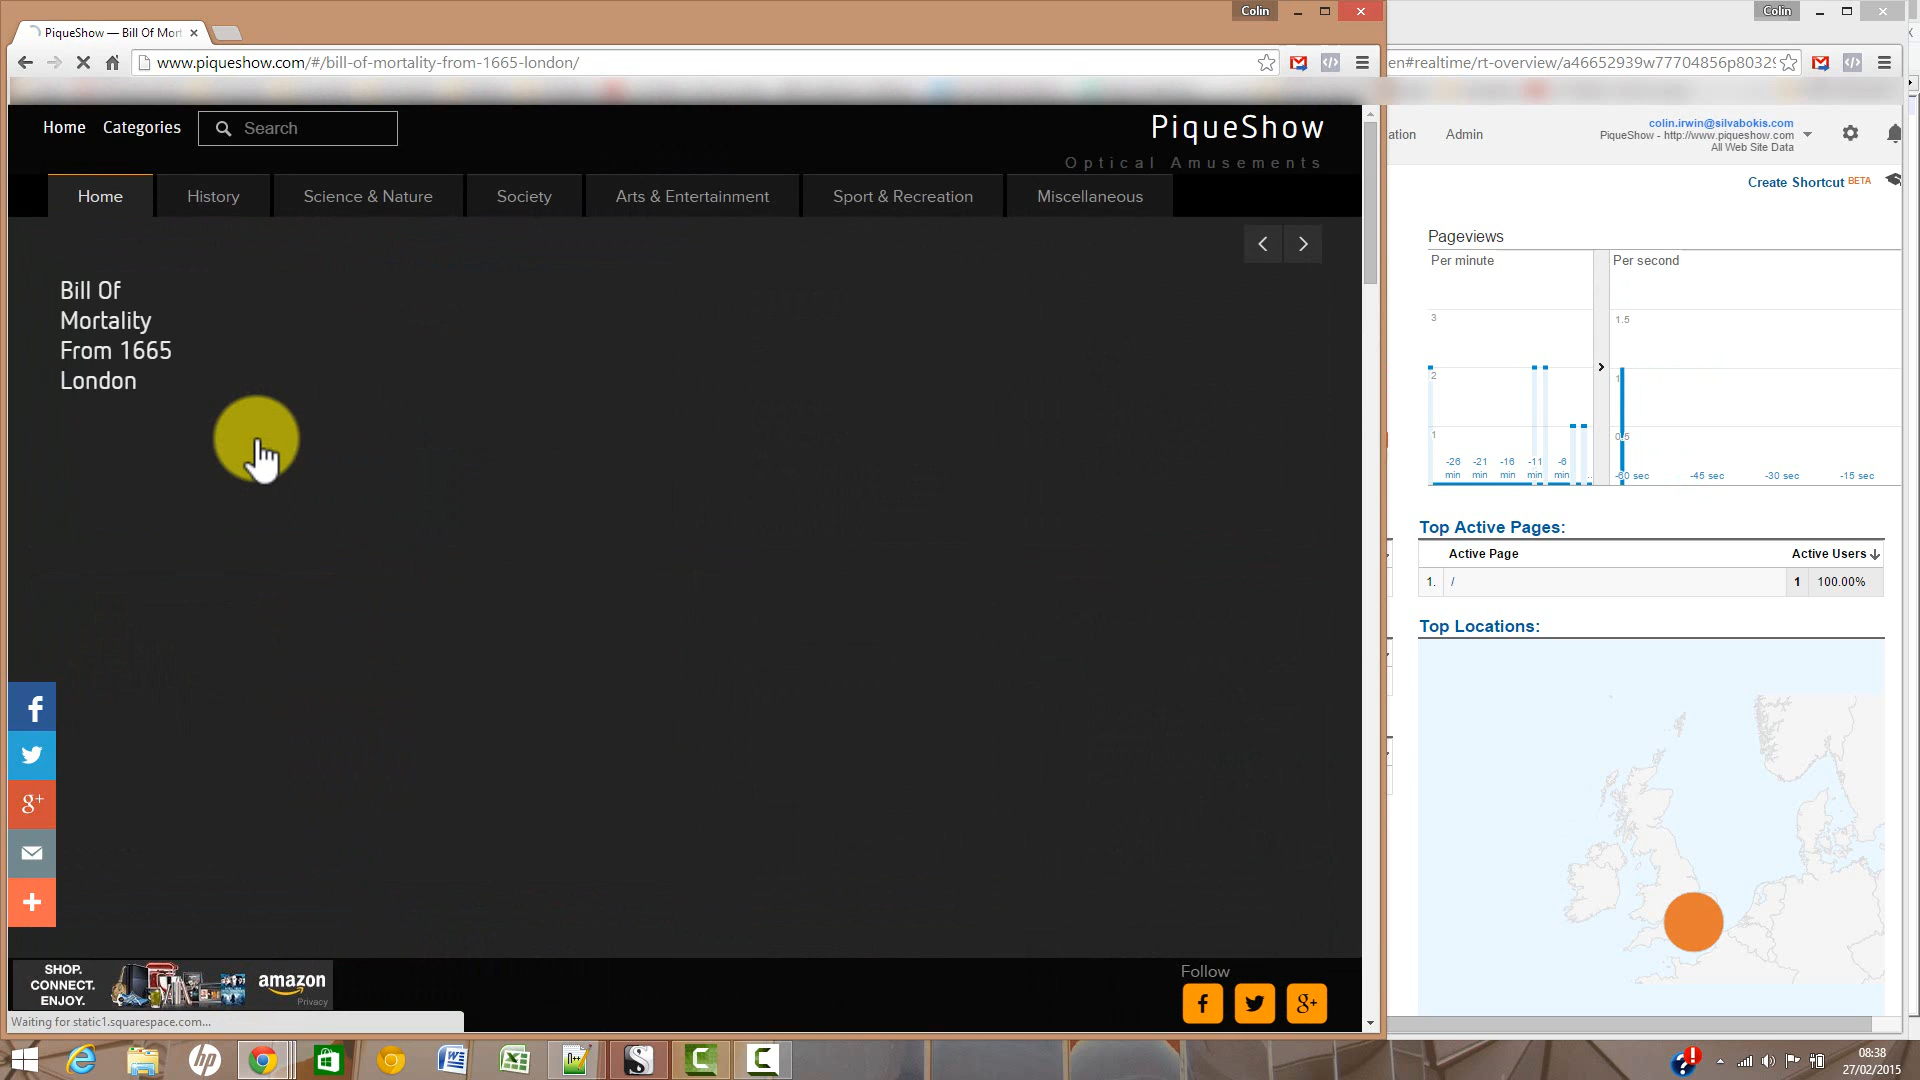 Colin
Colin
PiqueShow — Bill Of Mort
www.piqueshow.com/#/bill-of-mortality-from-1665-london/
en#realtime/rt-overview/a46652939w77704856p8032
Home
Categories
Search
PiqueShow
Optical Amusements
Home
History
Science & Nature
Society
Arts & Entertainment
Sport & Recreation
Miscellaneous
Bill Of
Mortality
From 1665
London
SHOP.
CONNECT.
ENJOY.
amazon
Privacy
Follow
Waiting for static1.squarespace.com...
ation
Admin
colin.irwin@silvabokis.com
PiqueShow - http://www.piqueshow.com
All Web Site Data
Create Shortcut BETA
Pageviews
Per minute
Per second
3
2
1
1.5
1
0.5
-26 min
-21 min
-16 min
-11 min
-6 min
-60 sec
-45 sec
-30 sec
-15 sec
Top Active Pages:
Active Page
Active Users
1.
/
1
100.00%
Top Locations:
08:38
27/02/2015